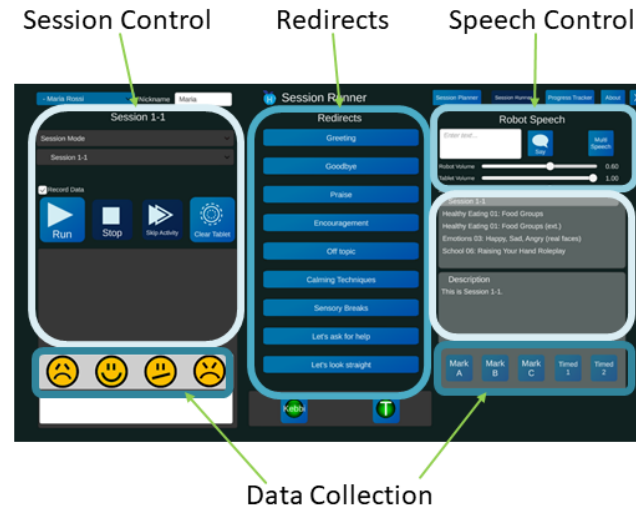 Session Control
Redirects
Speech Control
- Maria Rossi
Nickname
Maria
Session Runner
Session Planner
Session Runner
Progress Tracker
About
Session 1-1
Session Mode
Session 1-1
Record Data
Run
Stop
Skip Activity
Clear Tablet
Redirects
Greeting
Goodbye
Praise
Encouragement
Off topic
Calming Techniques
Sensory Breaks
Let's ask for help
Let's look straight
Kebbi
T
Robot Speech
Enter text...
Say
Multi
Speech
Robot Volume
0.60
Tablet Volume
1.00
Session 1-1
Healthy Eating 01: Food Groups
Healthy Eating 01: Food Groups (ext.)
Emotions 03: Happy, Sad, Angry (real faces)
School 06: Raising Your Hand Roleplay
Description
This is Session 1-1.
Mark
A
Mark
B
Mark
C
Timed
1
Timed
2
Data Collection